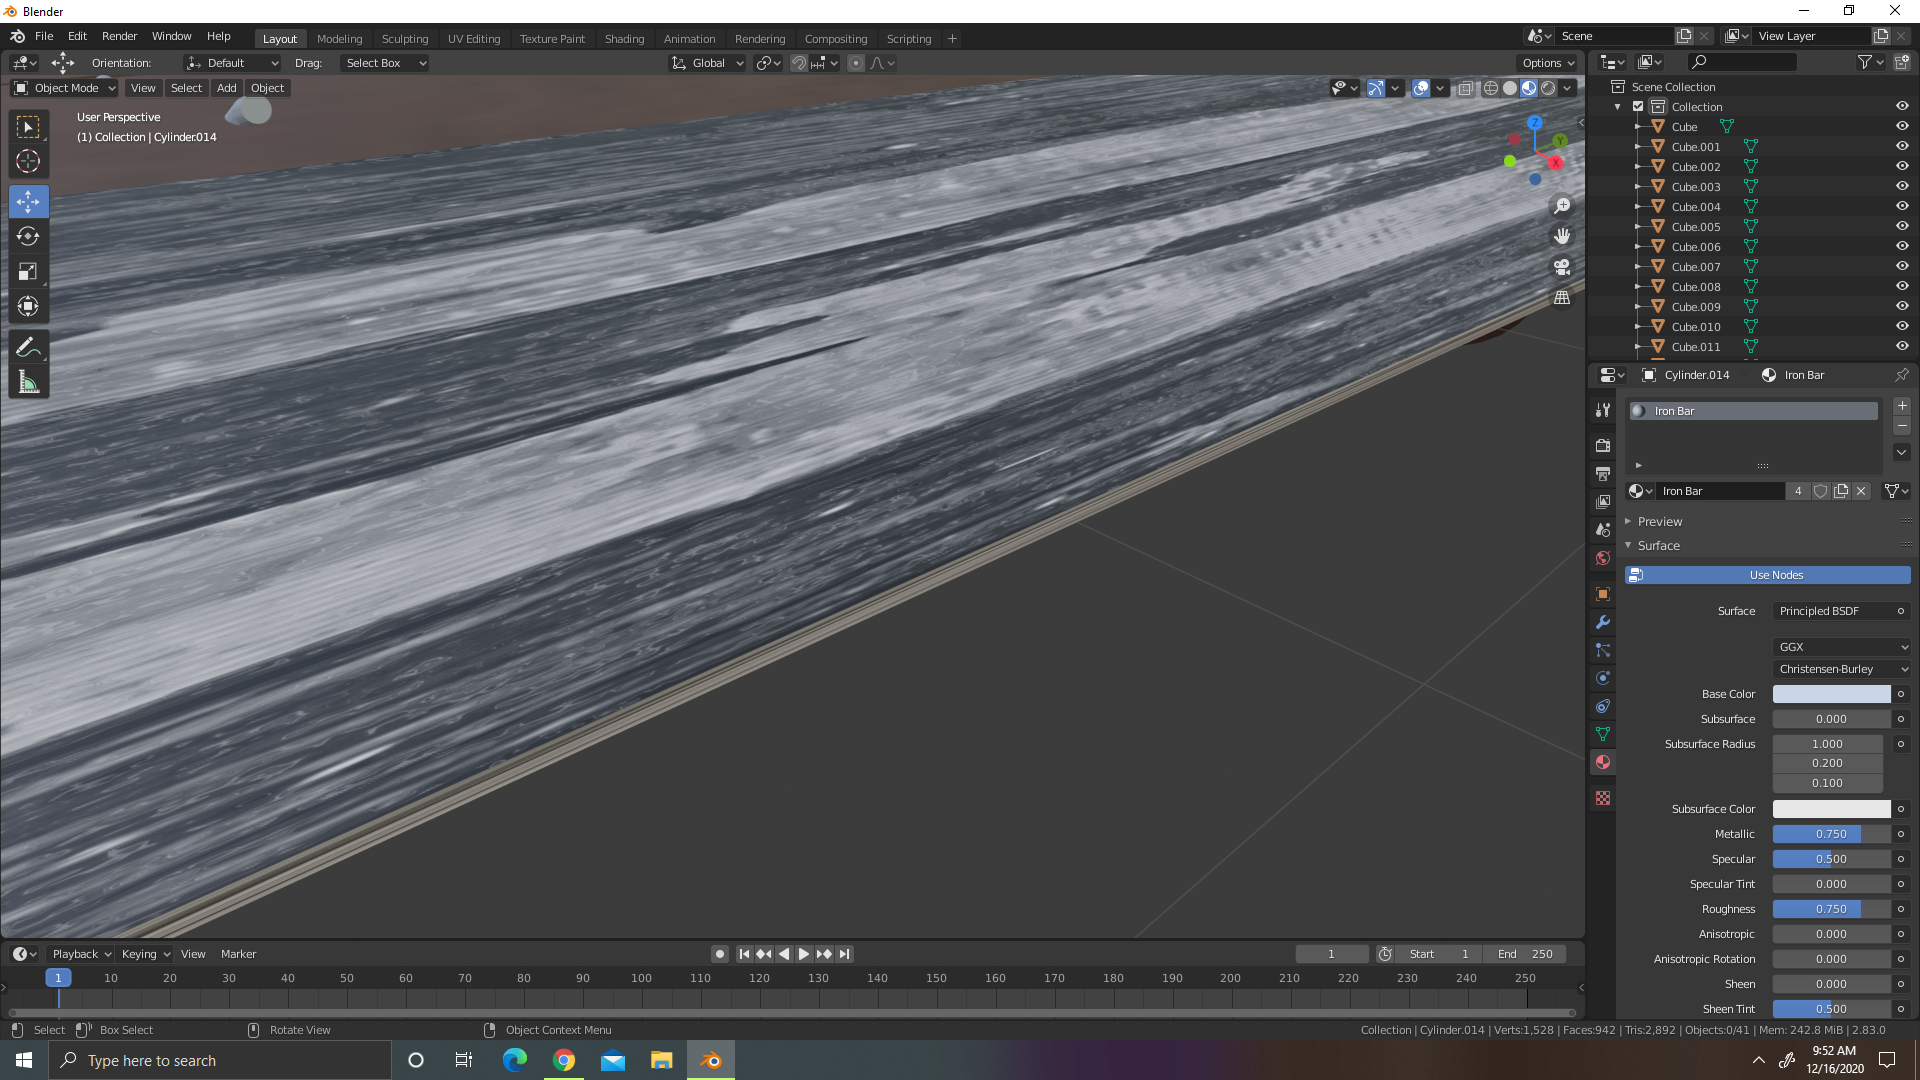 Blender
File Edit Render Window Help
Layout Modeling Sculpting UV Editing Texture Paint Shading Animation Rendering Compositing Scripting +
Scene
View Layer
Orientation: Default Drag: Select Box
Global
Options
Object Mode View Select Add Object
User Perspective
(1) Collection | Cylinder.014
Z
Y
X
Scene Collection
Collection
Cube
Cube.001
Cube.002
Cube.003
Cube.004
Cube.005
Cube.006
Cube.007
Cube.008
Cube.009
Cube.010
Cube.011
Cylinder.014 Iron Bar
Iron Bar
Iron Bar 4
Preview
Surface
Use Nodes
Surface Principled BSDF
GGX
Christensen-Burley
Base Color
Subsurface 0.000
Subsurface Radius 1.000
0.200
0.100
Subsurface Color
Metallic 0.750
Specular 0.500
Specular Tint 0.000
Roughness 0.750
Anisotropic 0.000
Anisotropic Rotation 0.000
Sheen 0.000
Sheen Tint 0.500
Playback Keying View Marker
1 Start 1 End 250
1 10 20 30 40 50 60 70 80 90 100 110 120 130 140 150 160 170 180 190 200 210 220 230 240 250
Select Box Select Rotate View Object Context Menu
Collection | Cylinder.014 | Verts:1,528 | Faces:942 | Tris:2,892 | Objects:0/41 | Mem: 242.8 MiB | 2.83.0
Type here to search
9:52 AM
12/16/2020